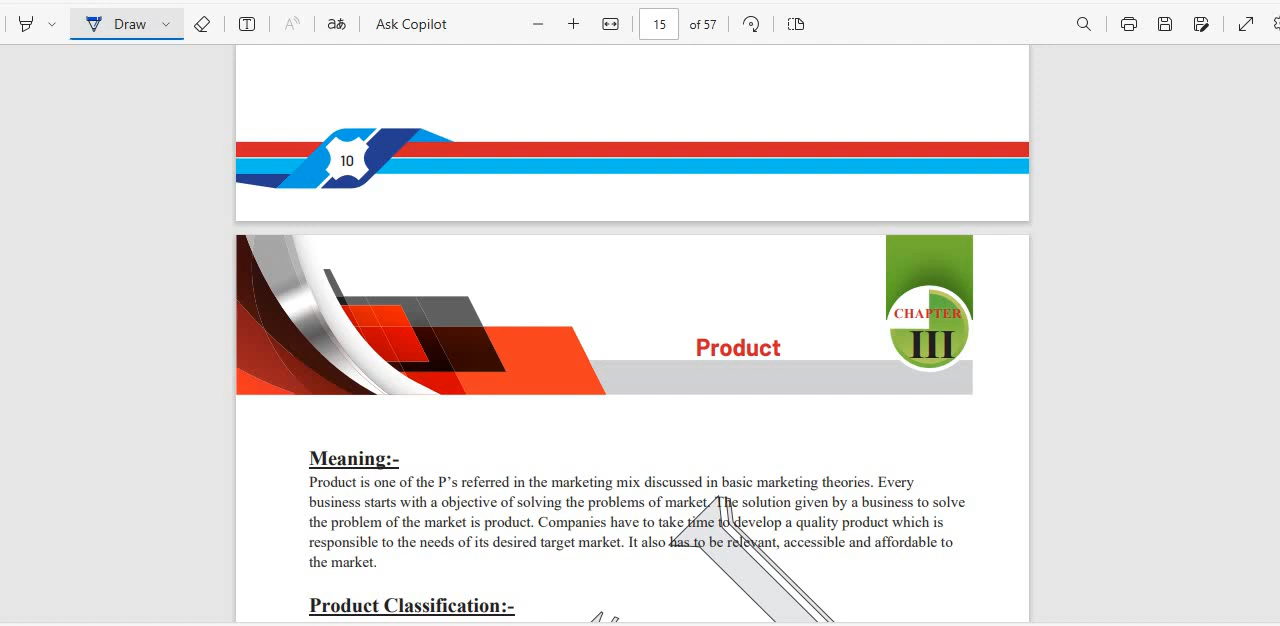 Draw
T
A
aあ
Ask Copilot
15
of 57
10
CHAPTER
III
Product
Meaning:-
Product is one of the P's referred in the marketing mix discussed in basic marketing theories. Every
business starts with a objective of solving the problems of market. The solution given by a business to solve
the problem of the market is product. Companies have to take time to develop a quality product which is
responsible to the needs of its desired target market. It also has to be relevant, accessible and affordable to
the market.
Product Classification:-